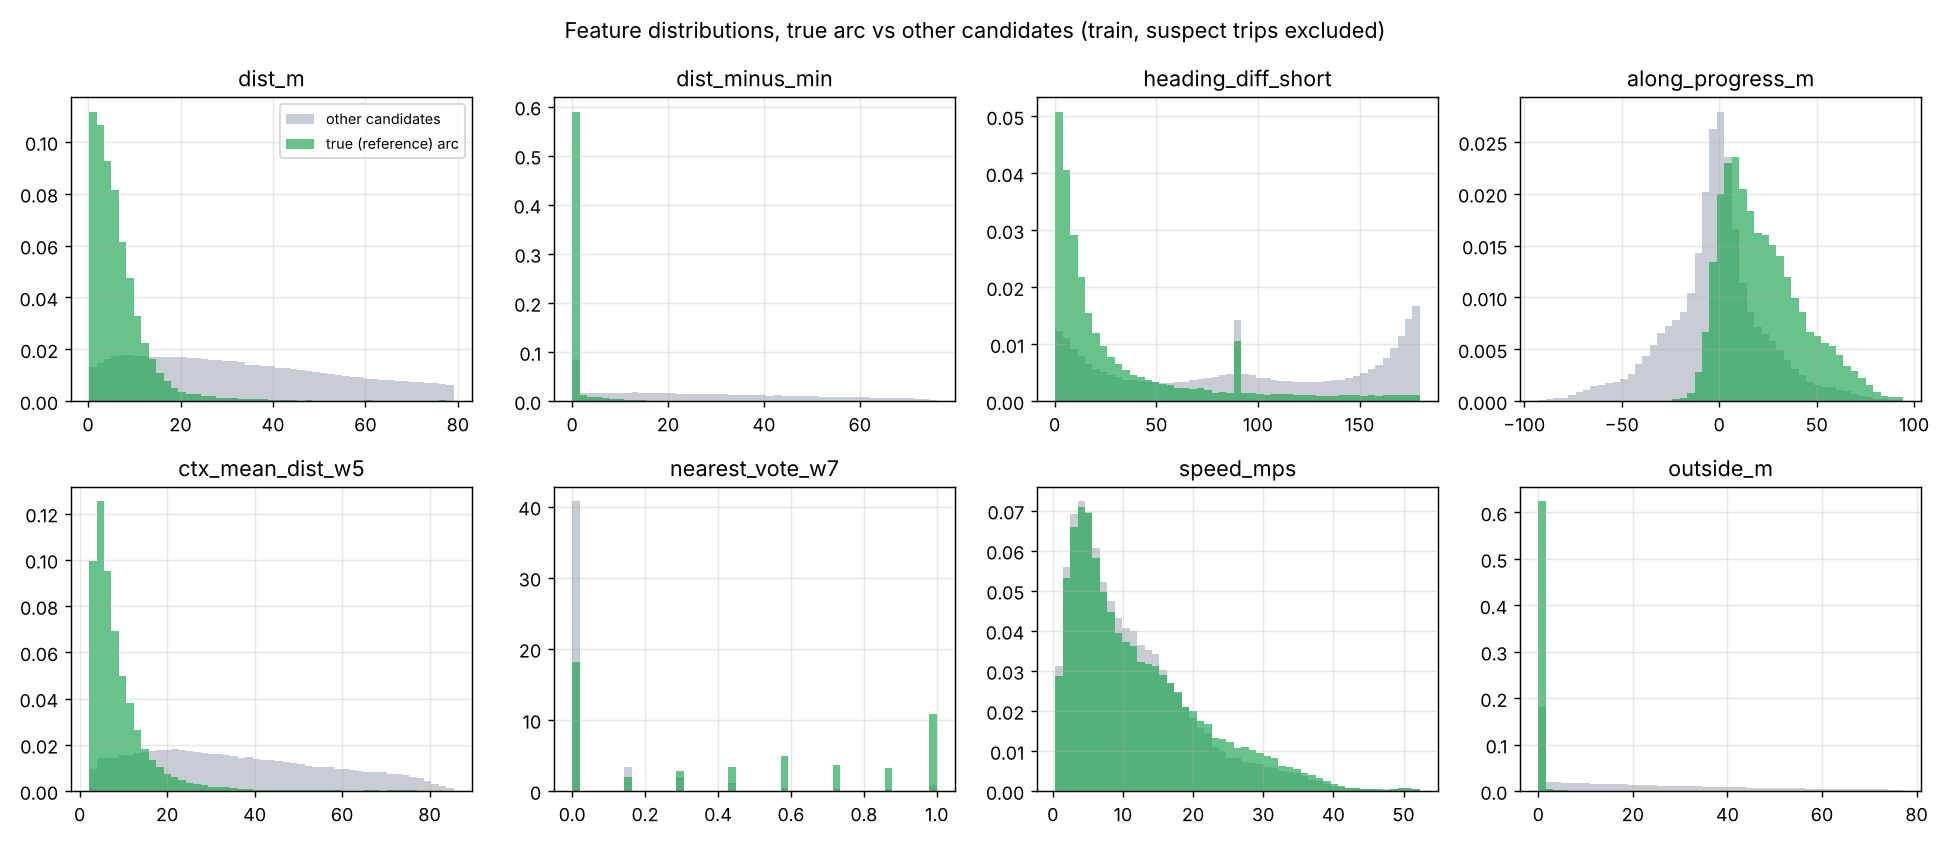 Feature distributions, true arc vs other candidates (train, suspect trips excluded)
dist_m
other candidates
true (reference) arc
0.00
0.02
0.04
0.06
0.08
0.10
0 20 40 60 80
dist_minus_min
0.0
0.1
0.2
0.3
0.4
0.5
0.6
0 20 40 60
heading_diff_short
0.00
0.01
0.02
0.03
0.04
0.05
0 50 100 150
along_progress_m
0.000
0.005
0.010
0.015
0.020
0.025
−100 −50 0 50 100
ctx_mean_dist_w5
0.00
0.02
0.04
0.06
0.08
0.10
0.12
0 20 40 60 80
nearest_vote_w7
0
10
20
30
40
0.0 0.2 0.4 0.6 0.8 1.0
speed_mps
0.00
0.01
0.02
0.03
0.04
0.05
0.06
0.07
0 10 20 30 40 50
outside_m
0.0
0.1
0.2
0.3
0.4
0.5
0.6
0 20 40 60 80